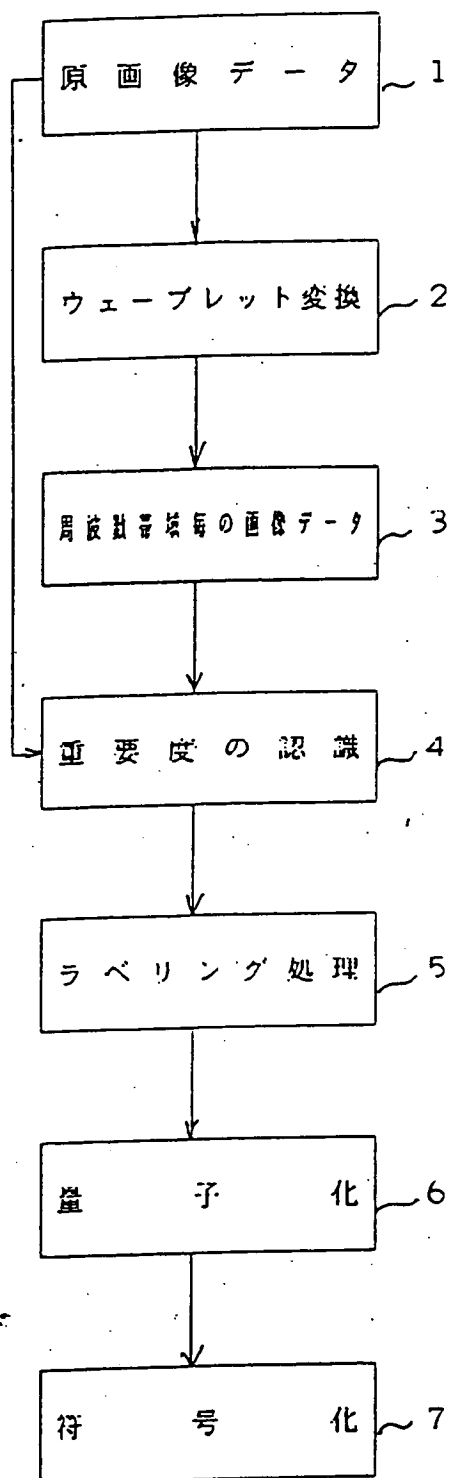 原画像データ 1
ウェーブレット変換 2
周波数帯域毎の画像データ 3
重要度の認識 4
ラベリング処理 5
量子化 6
符号化 7